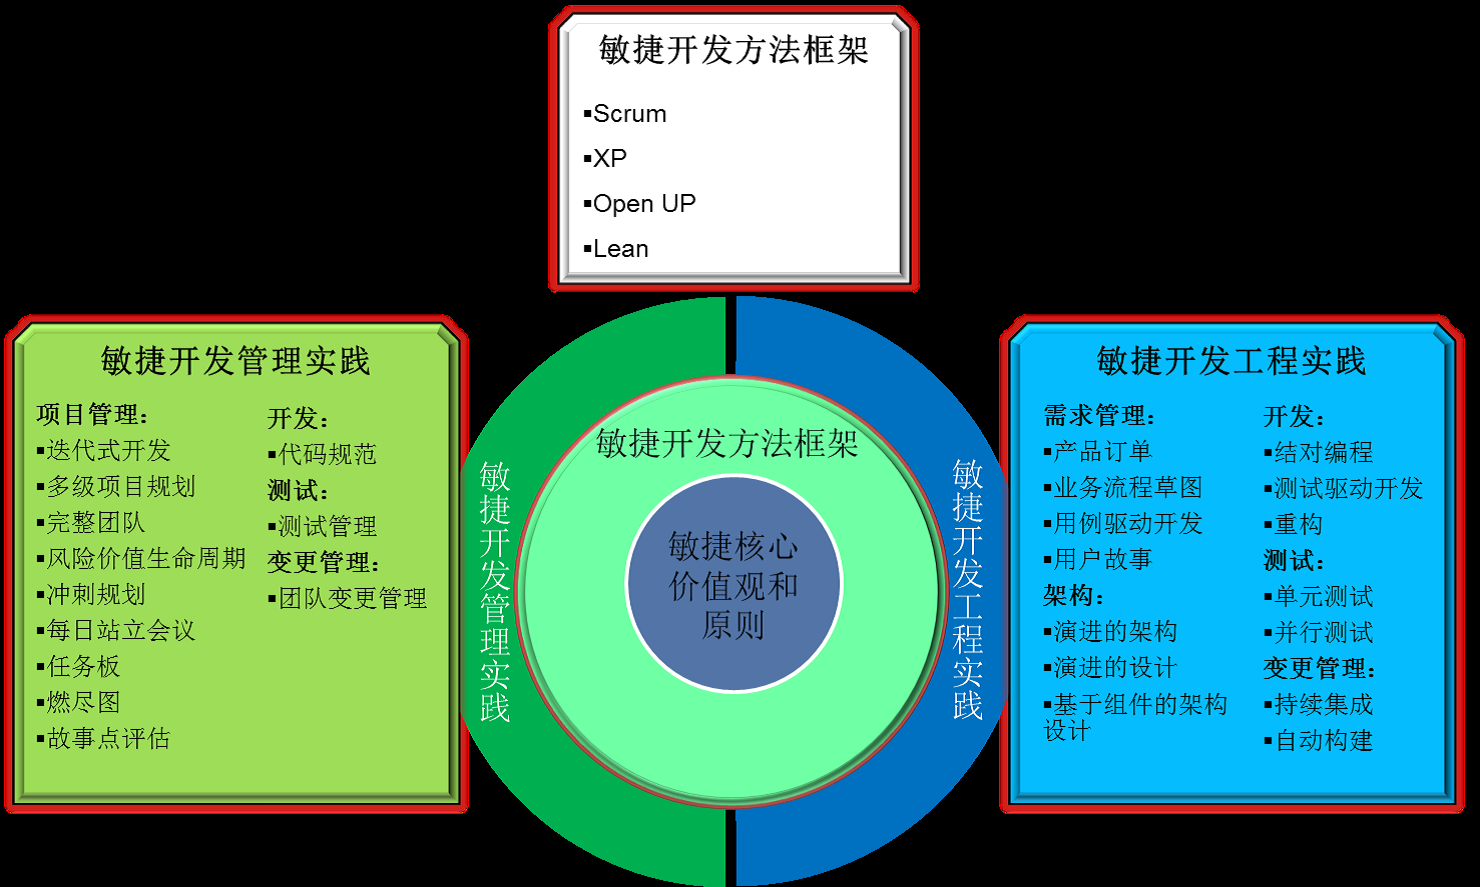 敏捷开发方法框架
▪Scrum
▪XP
▪Open UP
▪Lean
敏捷开发管理实践
项目管理：
▪迭代式开发
▪多级项目规划
▪完整团队
▪风险价值生命周期
▪冲刺规划
▪每日站立会议
▪任务板
▪燃尽图
▪故事点评估
开发：
▪代码规范
测试：
▪测试管理
变更管理：
▪团队变更管理
敏捷开发管理实践
敏捷开发方法框架
敏捷核心
价值观和
原则
敏捷开发工程实践
敏捷开发工程实践
需求管理：
▪产品订单
▪业务流程草图
▪用例驱动开发
▪用户故事
架构：
▪演进的架构
▪演进的设计
▪基于组件的架构
设计
开发：
▪结对编程
▪测试驱动开发
▪重构
测试：
▪单元测试
▪并行测试
变更管理：
▪持续集成
▪自动构建